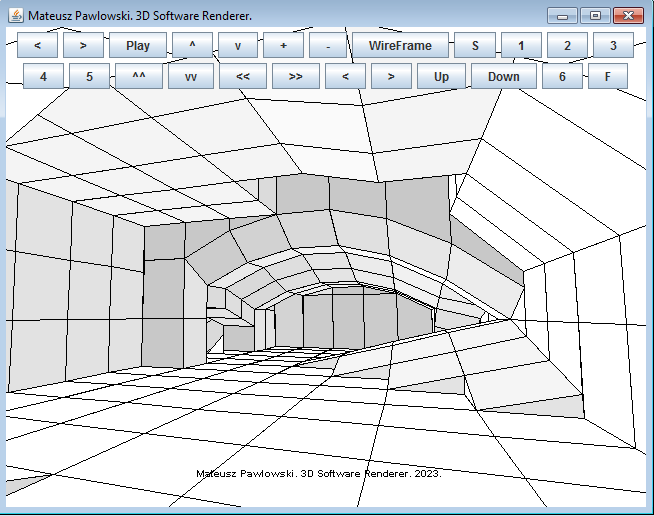 Mateusz Pawlowski. 3D Software Renderer.
< > Play ^ v + - WireFrame S 1 2 3
4 5 ^^ vv << >> < > Up Down 6 F
Mateusz Pawlowski. 3D Software Renderer. 2023.